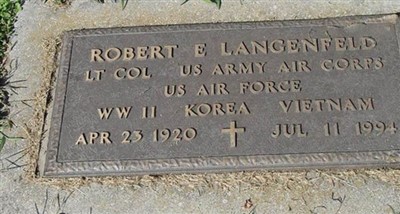 ROBERT E LANGENFELD
LT COL US ARMY AIR CORPS
US AIR FORCE
WW II KOREA VIETNAM
APR 23 1920 JUL 11 1994